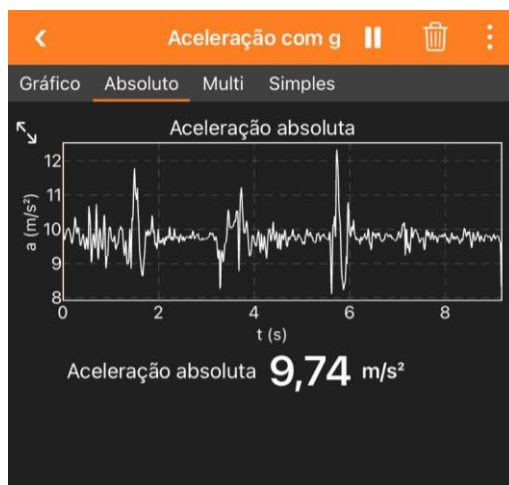 Aceleração com g
Gráfico Absoluto Multi Simples
Aceleração absoluta
12
11
10
9
8
a (m/s²)
0 2 4 6 8
t (s)
Aceleração absoluta 9,74 m/s²